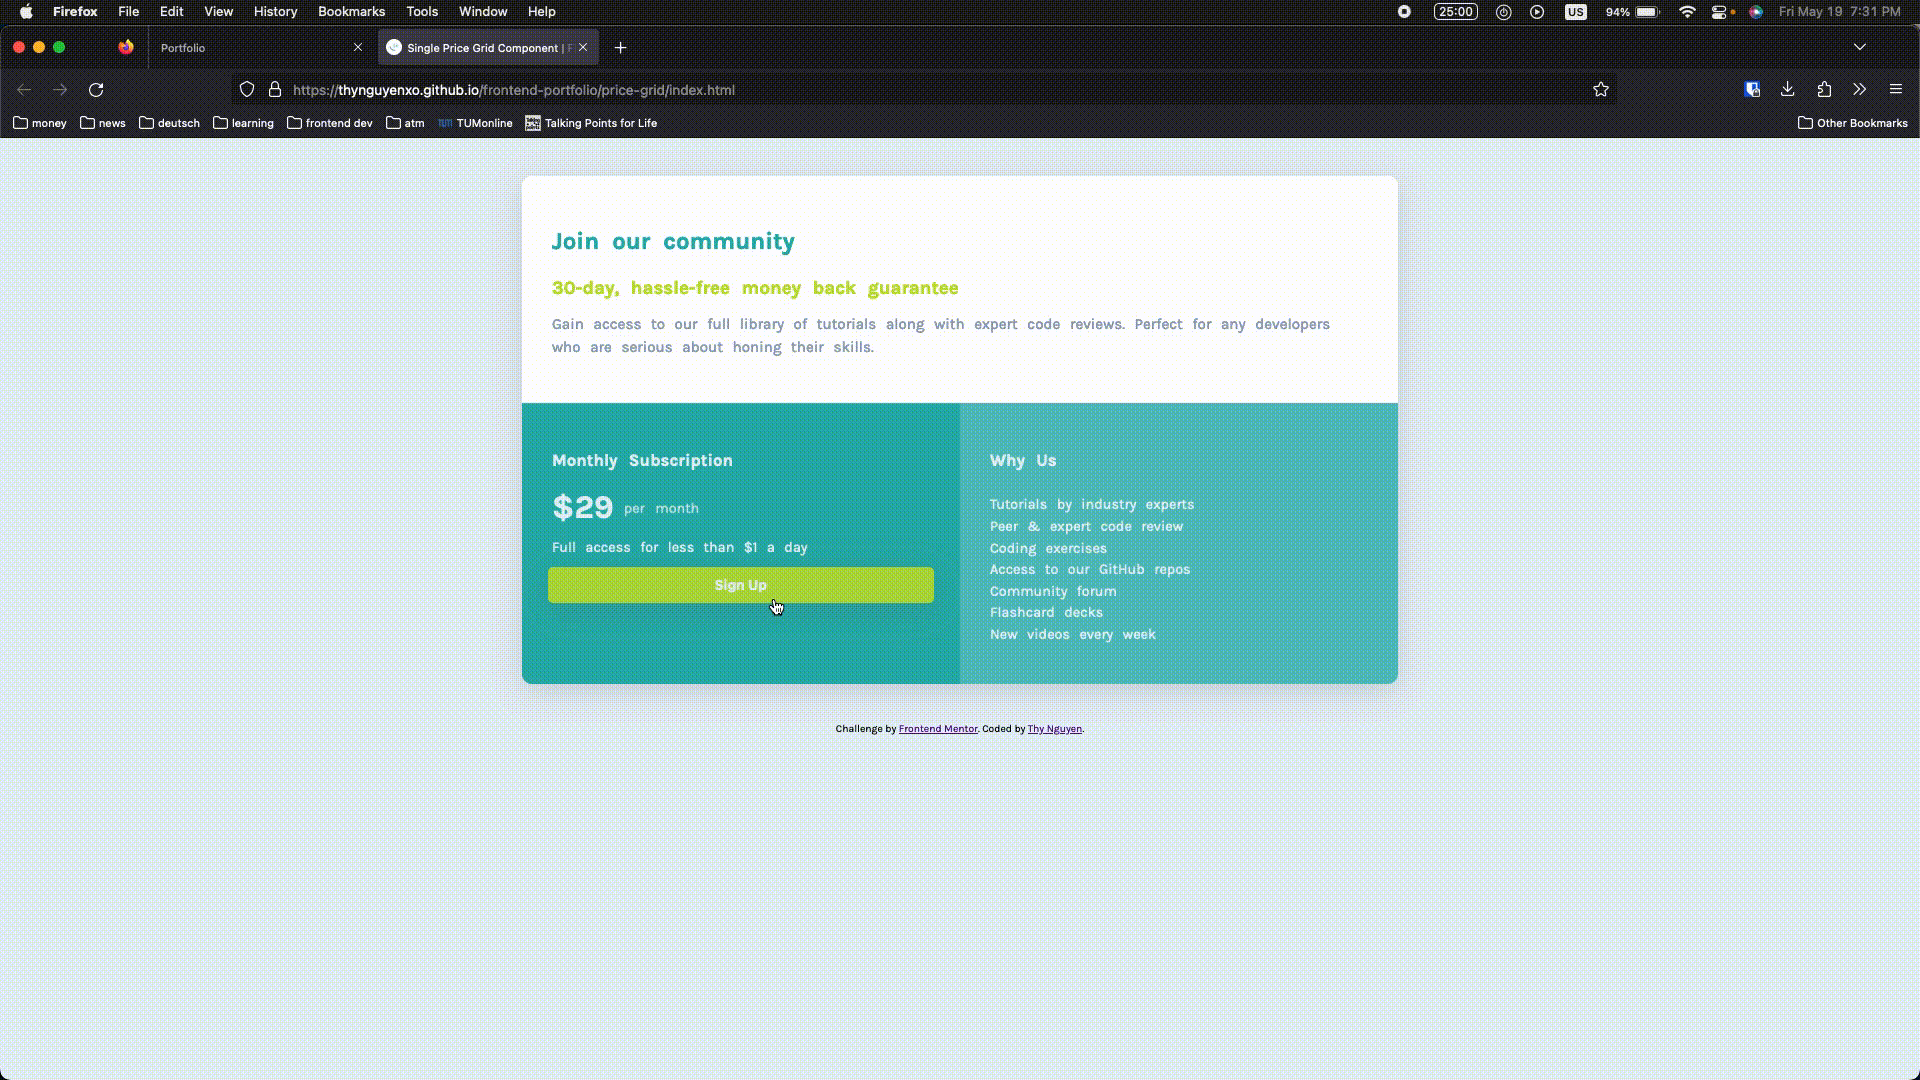 Firefox File Edit View History Bookmarks Tools Window Help 25:00 US 94% Fri May 19 7:31 PM
Portfolio Single Price Grid Component | F
https://thynguyenxo.github.io/frontend-portfolio/price-grid/index.html
money news deutsch learning frontend dev atm TUMonline Talking Points for Life Other Bookmarks
Join our community
30-day, hassle-free money back guarantee
Gain access to our full library of tutorials along with expert code reviews. Perfect for any developers
who are serious about honing their skills.
Monthly Subscription
$29 per month
Full access for less than $1 a day
Sign Up
Why Us
Tutorials by industry experts
Peer & expert code review
Coding exercises
Access to our GitHub repos
Community forum
Flashcard decks
New videos every week
Challenge by Frontend Mentor. Coded by Thy Nguyen.